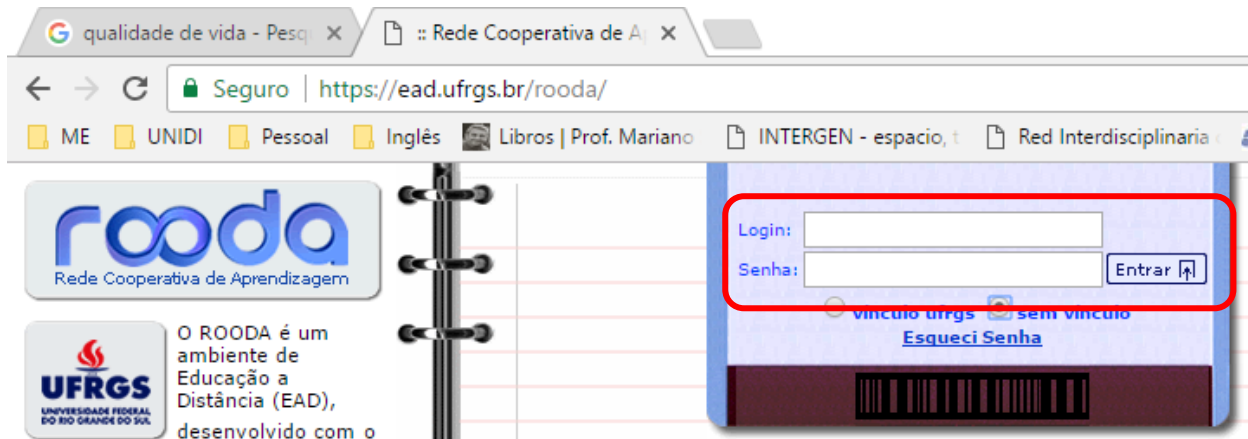 qualidade de vida - Pesq
:: Rede Cooperativa de A
Seguro | https://ead.ufrgs.br/rooda/
ME UNIDI Pessoal Inglês Libros | Prof. Mariano INTERGEN - espacio, t Red Interdisciplinaria
rooda
Rede Cooperativa de Aprendizagem
Login:
Senha: Entrar
vínculo ufrgs sem vínculo
Esqueci Senha
UFRGS
UNIVERSIDADE FEDERAL
DO RIO GRANDE DO SUL
O ROODA é um
ambiente de
Educação a
Distância (EAD),
desenvolvido com o